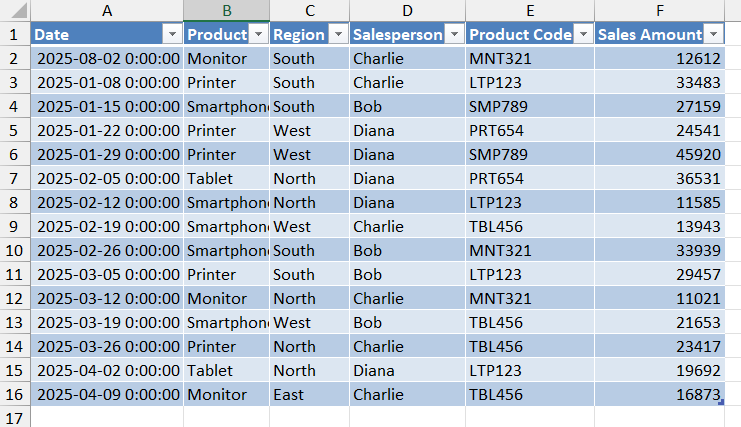 A B C D E F
1 Date Product Region Salesperson Product Code Sales Amount
2 2025-08-02 0:00:00 Monitor South Charlie MNT321 12612
3 2025-01-08 0:00:00 Printer South Charlie LTP123 33483
4 2025-01-15 0:00:00 Smartphone South Bob SMP789 27159
5 2025-01-22 0:00:00 Printer West Diana PRT654 24541
6 2025-01-29 0:00:00 Printer West Diana SMP789 45920
7 2025-02-05 0:00:00 Tablet North Diana PRT654 36531
8 2025-02-12 0:00:00 Smartphone North Diana LTP123 11585
9 2025-02-19 0:00:00 Smartphone West Charlie TBL456 13943
10 2025-02-26 0:00:00 Smartphone South Bob MNT321 33939
11 2025-03-05 0:00:00 Printer South Bob LTP123 29457
12 2025-03-12 0:00:00 Monitor North Charlie MNT321 11021
13 2025-03-19 0:00:00 Smartphone West Bob TBL456 21653
14 2025-03-26 0:00:00 Printer North Charlie TBL456 23417
15 2025-04-02 0:00:00 Tablet North Diana LTP123 19692
16 2025-04-09 0:00:00 Monitor East Charlie TBL456 16873
17